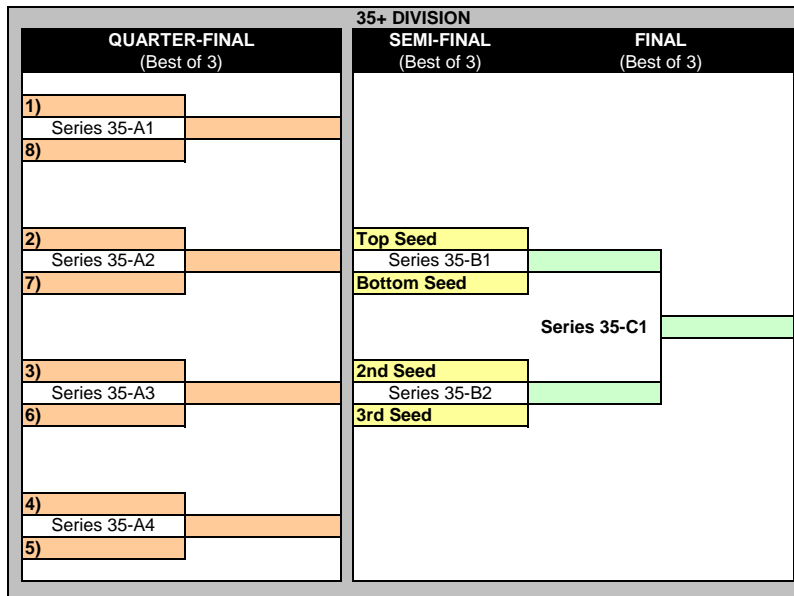 35+ DIVISION
QUARTER-FINAL
(Best of 3)
SEMI-FINAL
(Best of 3)
FINAL
(Best of 3)
1)
Series 35-A1
8)
2)
Series 35-A2
7)
3)
Series 35-A3
6)
4)
Series 35-A4
5)
Top Seed
Series 35-B1
Bottom Seed
Series 35-C1
2nd Seed
Series 35-B2
3rd Seed